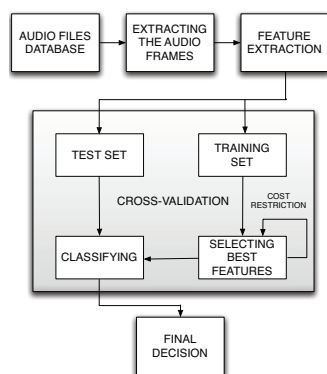 AUDIO FILES
DATABASE
EXTRACTING
THE AUDIO
FRAMES
FEATURE
EXTRACTION
TEST SET
TRAINING
SET
COST
RESTRICTION
CROSS-VALIDATION
CLASSIFYING
SELECTING
BEST
FEATURES
FINAL
DECISION